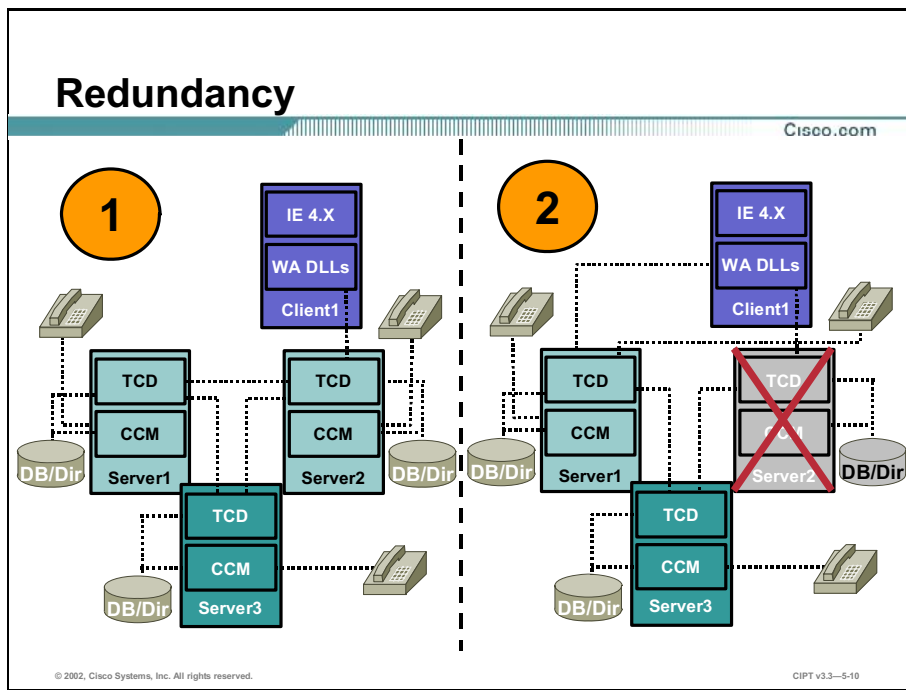 Redundancy
Cisco.com
1
IE 4.X
WA DLLs
Client1
TCD
CCM
Server1
DB/Dir
TCD
CCM
Server2
DB/Dir
TCD
CCM
Server3
DB/Dir
2
IE 4.X
WA DLLs
Client1
TCD
CCM
Server1
DB/Dir
TCD
CCM
Server2
DB/Dir
TCD
CCM
Server3
DB/Dir
© 2002, Cisco Systems, Inc. All rights reserved.
CIPT v3.3—5-10